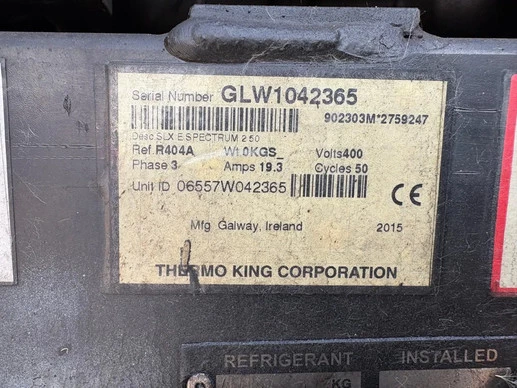 Serial Number GLW1042365
902303M*2759247
Desc SLX E SPECTRUM 2 50
Ref R404A Wt.0KGS_ Volts400
Phase 3 Amps 19.3 Cycles 50
Unit ID 06557W042365
CE
Mfg Galway, Ireland 2015
THERMO KING CORPORATION
REFRIGERANT INSTALLED
KG